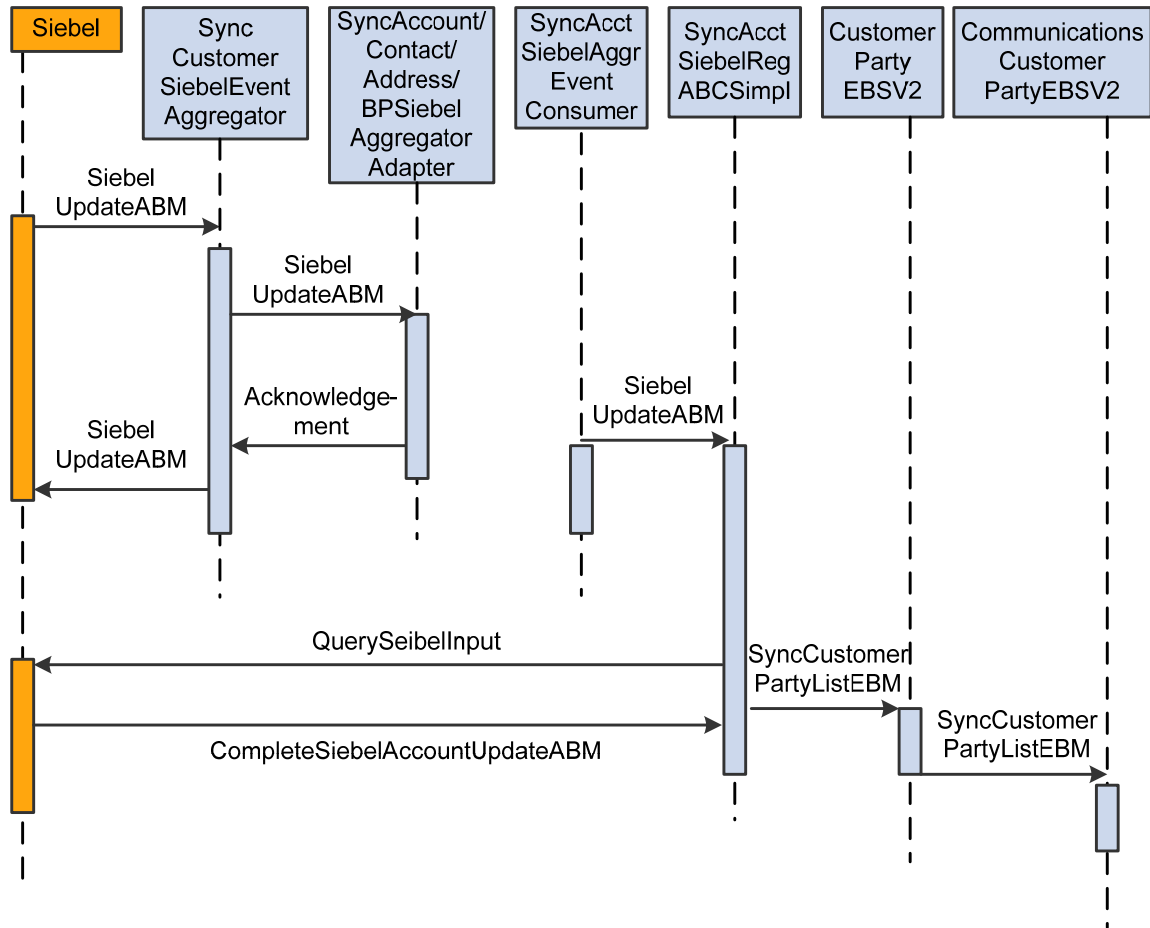 Siebel
Sync
Customer
SiebelEvent
Aggregator
SyncAccount/
Contact/
Address/
BPSiebel
Aggregator
Adapter
SyncAcct
SiebelAggr
Event
Consumer
SyncAcct
SiebelReq
ABCSImpl
Customer
Party
EBSV2
Communications
Customer
PartyEBSV2
Siebel
UpdateABM
Siebel
UpdateABM
Acknowledge-
ment
Siebel
UpdateABM
Siebel
UpdateABM
QuerySeibelInput
SyncCustomer
PartyListEBM
CompleteSiebelAccountUpdateABM
SyncCustomer
PartyListEBM